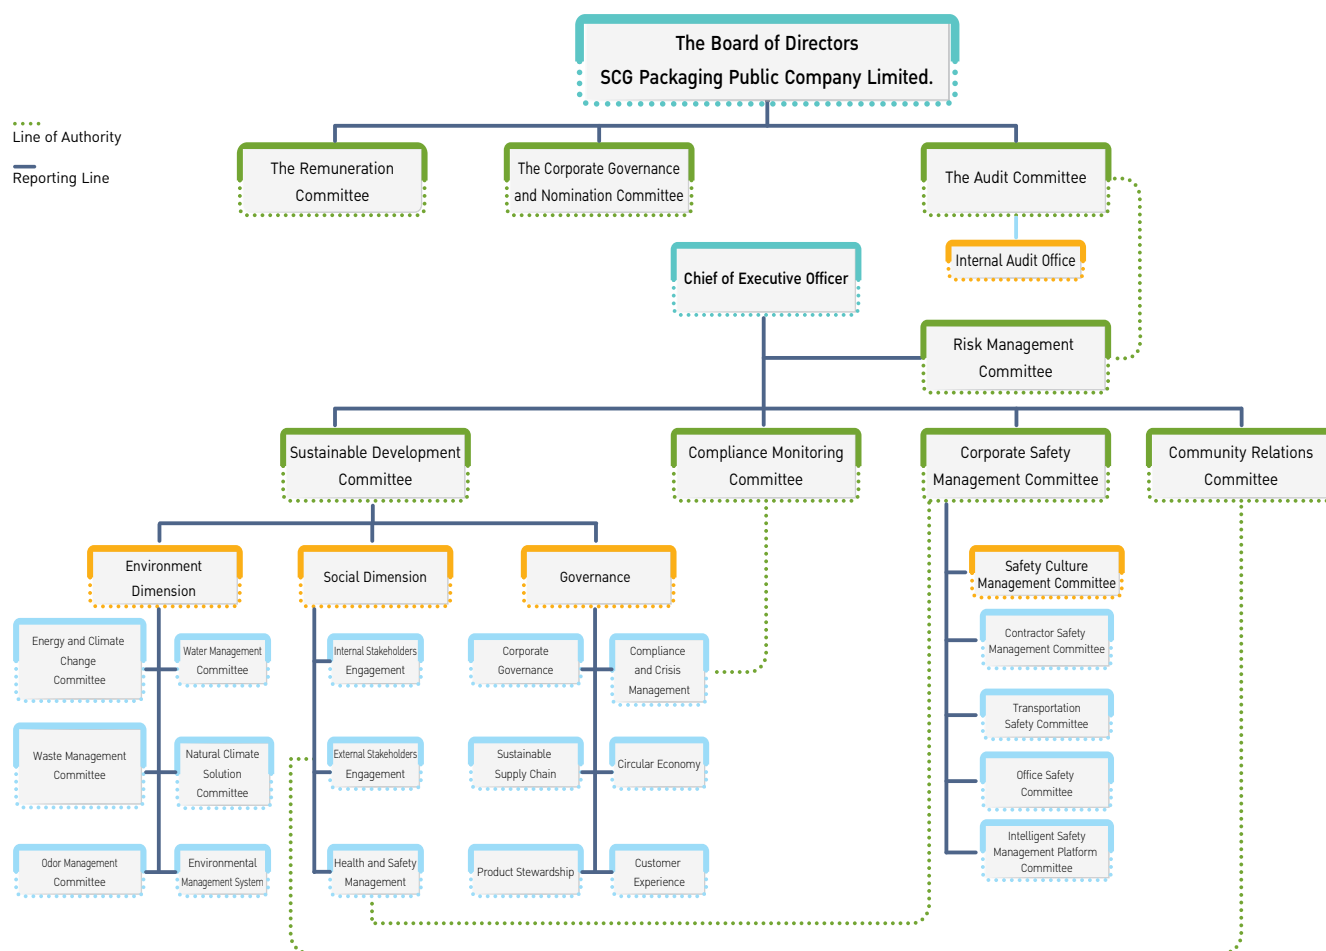 The Board of Directors
SCG Packaging Public Company Limited.
Line of Authority
Reporting Line
The Remuneration
Committee
The Corporate Governance
and Nomination Committee
The Audit Committee
Internal Audit Office
Chief of Executive Officer
Risk Management
Committee
Sustainable Development
Committee
Compliance Monitoring
Committee
Corporate Safety
Management Committee
Community Relations
Committee
Environment
Dimension
Social Dimension
Governance
Safety Culture
Management Committee
Energy and Climate
Change
Committee
Water Management
Committee
Internal Stakeholders
Engagement
Corporate
Governance
Compliance
and Crisis
Management
Contractor Safety
Management Committee
Transportation
Safety Committee
Waste Management
Committee
Natural Climate
Solution
Committee
External Stakeholders
Engagement
Sustainable
Supply Chain
Circular Economy
Office Safety
Committee
Intelligent Safety
Management Platform
Committee
Odor Management
Committee
Environmental
Management System
Health and Safety
Management
Product Stewardship
Customer
Experience